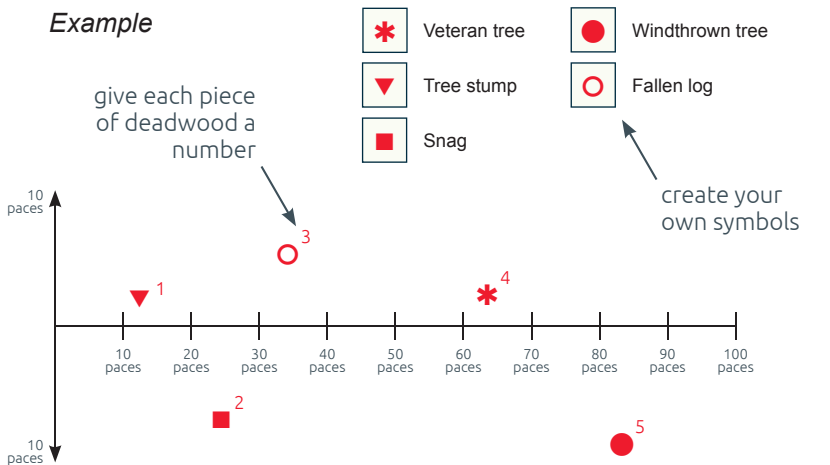 Example
Veteran tree
Windthrown tree
Tree stump
Fallen log
Snag
give each piece
of deadwood a
number
create your
own symbols
10
paces
3
1
4
10
paces
20
paces
30
paces
40
paces
50
paces
60
paces
70
paces
80
paces
90
paces
100
paces
2
5
10
paces